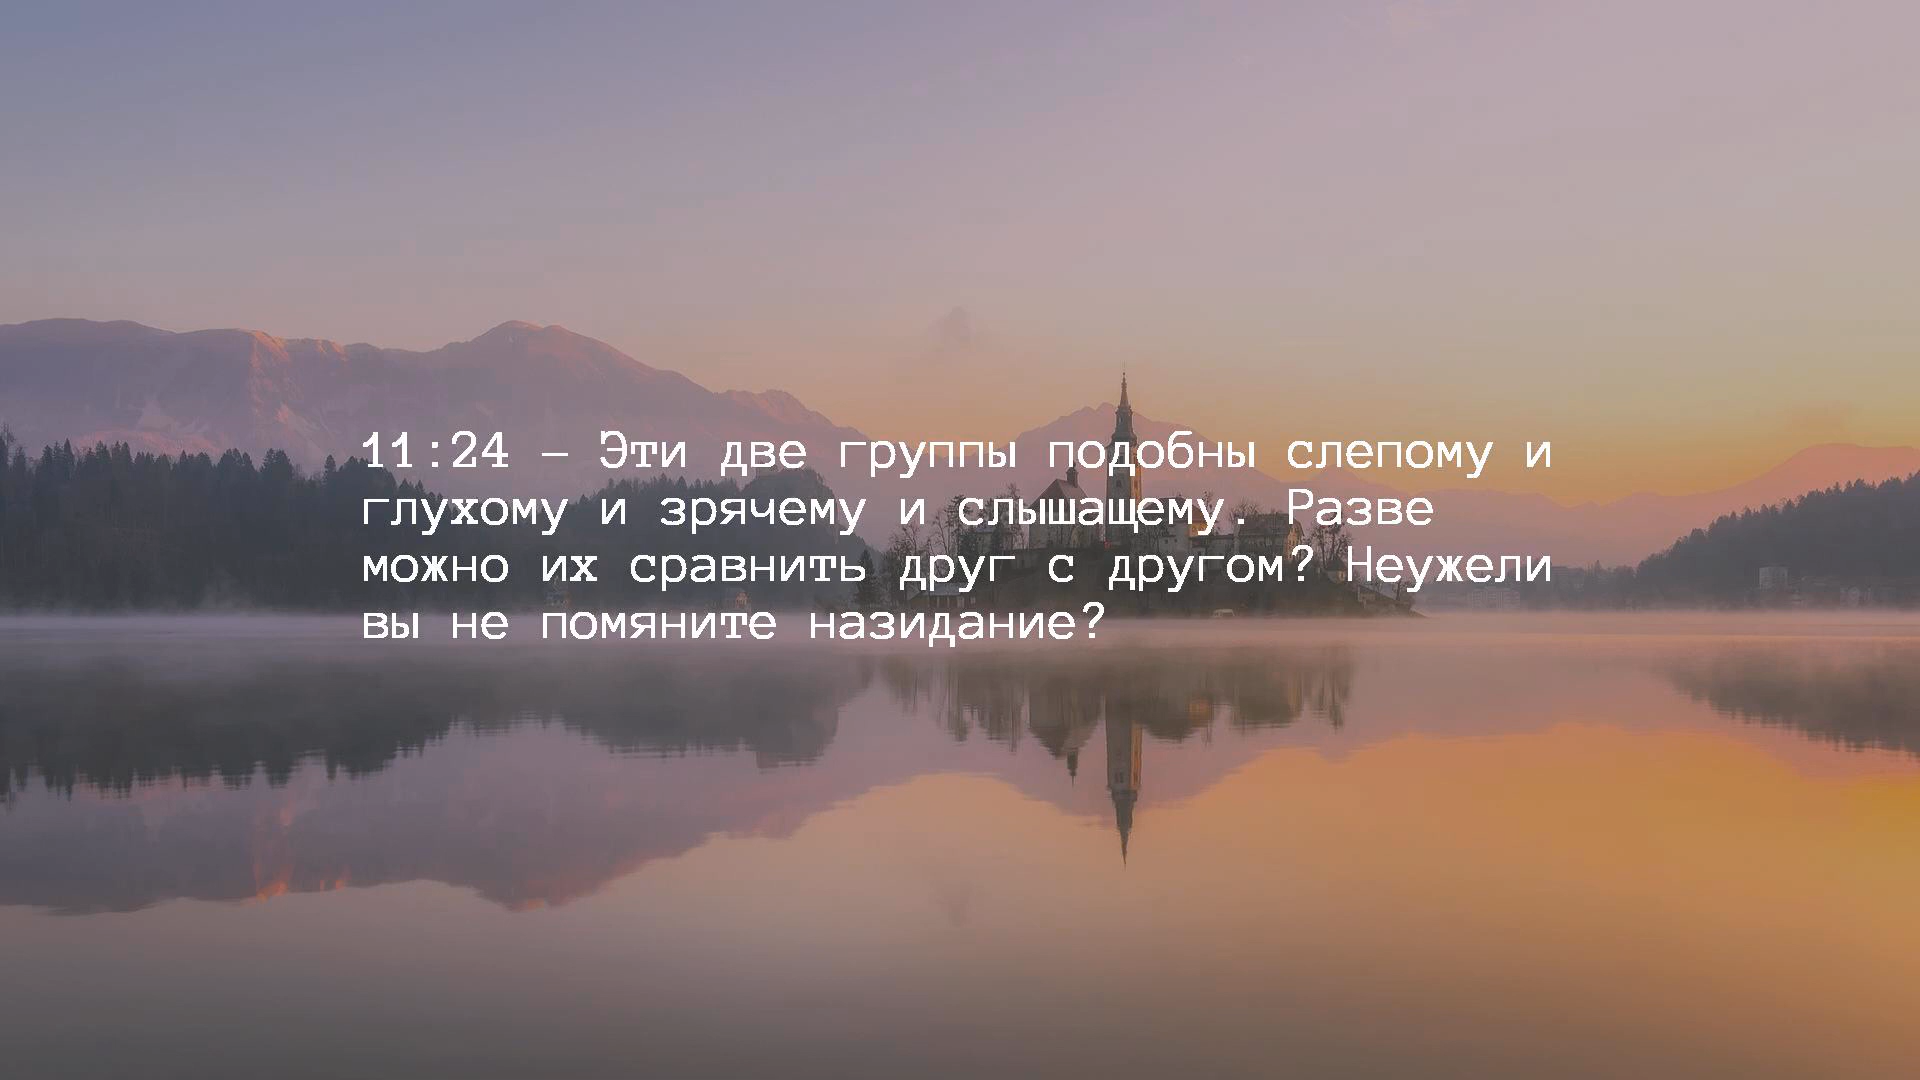 11:24 – Эти две группы подобны слепому и
глухому и зрячему и слышащему. Разве
можно их сравнить друг с другом? Неужели
вы не помяните назидание?